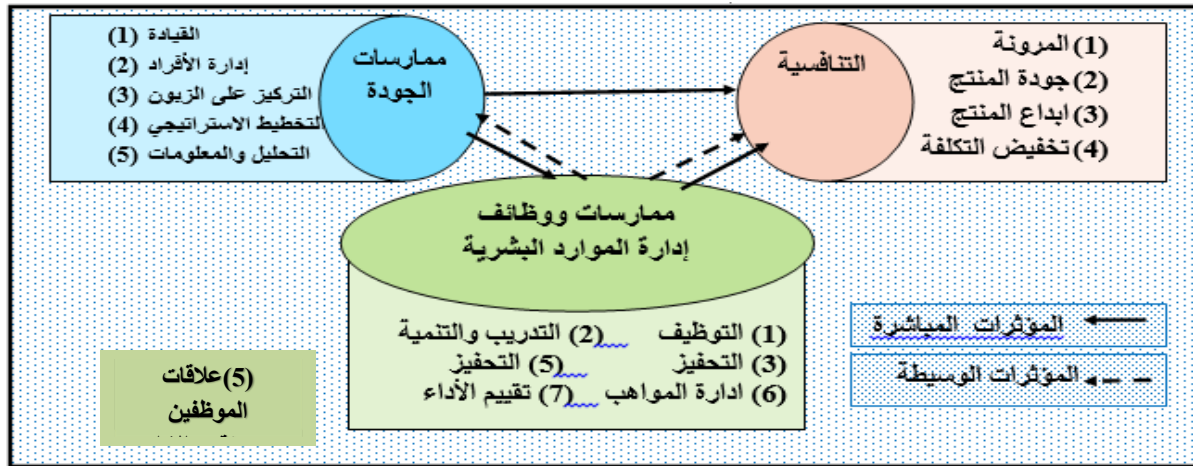 (1) القيادة
(2) إدارة الأفراد
(3) التركيز على الزبون
(4) لتخطيط الاستراتيجي
(5) التحليل والمعلومات
ممارسات
الجودة
التنافسية
(1) المرونة
(2) جودة المنتج
(3) ابداع المنتج
(4) تخفيض التكلفة
ممارسات ووظائف
إدارة الموارد البشرية
(1) التوظيف (2) التدريب والتنمية
(3) التحفيز (5) التحفيز
(6) ادارة المواهب (7) تقييم الأداء
المؤثرات المباشرة
المؤثرات الوسيطة
(5) علاقات
الموظفين